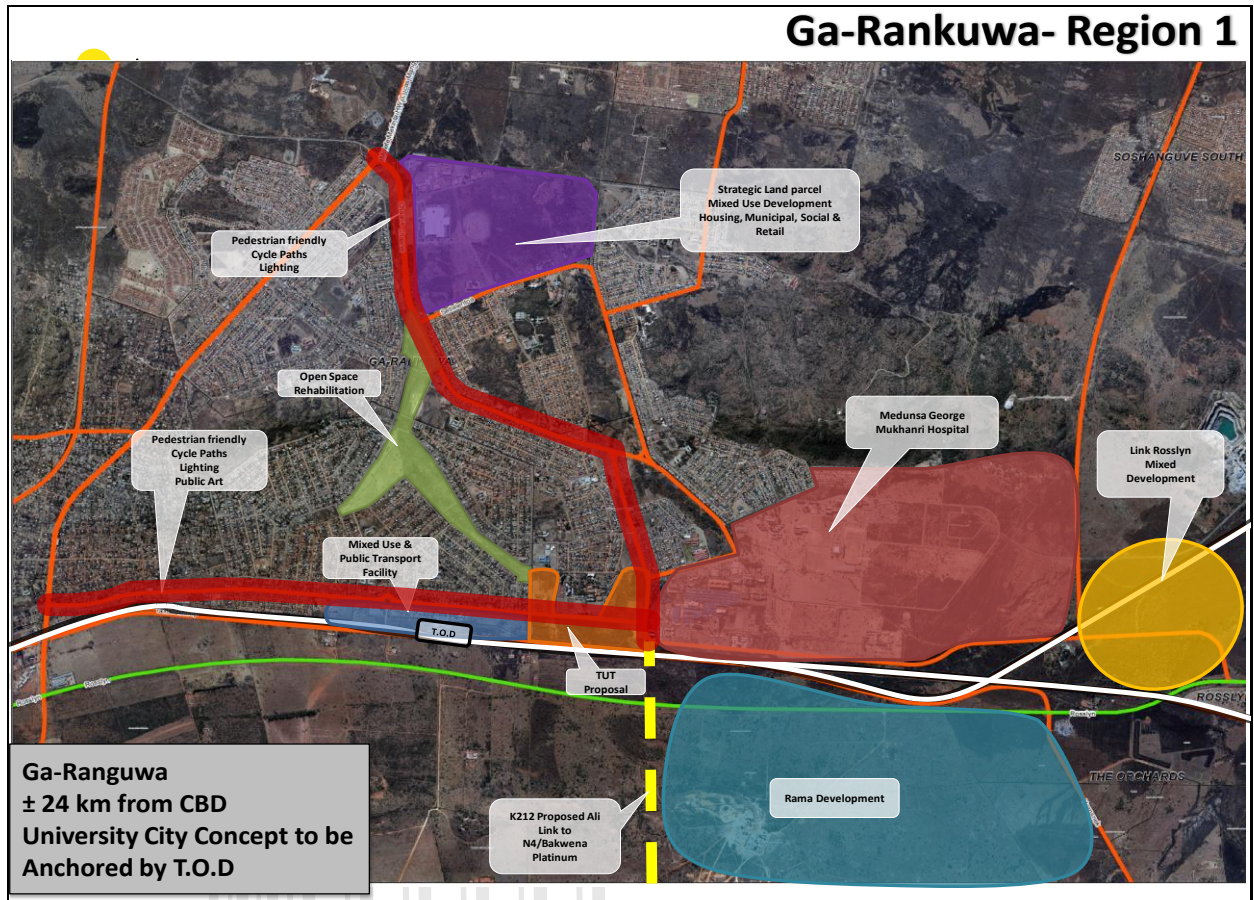 Ga-Rankuwa- Region 1
SOSHANGUVE SOUTH
Strategic Land parcel
Mixed Use Development
Housing, Municipal, Social &
Retail
Pedestrian friendly
Cycle Paths
Lighting
Open Space
Rehabilitation
Medunsa George
Mukhanri Hospital
Link Rosslyn
Mixed
Development
Pedestrian friendly
Cycle Paths
Lighting
Public Art
Mixed Use &
Public Transport
Facility
T.O.D
TUT
Proposal
Rosslyn
Rosslyn
Rosslyn
THE ORCHARDS
Rama Development
K212 Proposed Ali
Link to
N4/Bakwena
Platinum
Ga-Ranguwa
± 24 km from CBD
University City Concept to be
Anchored by T.O.D